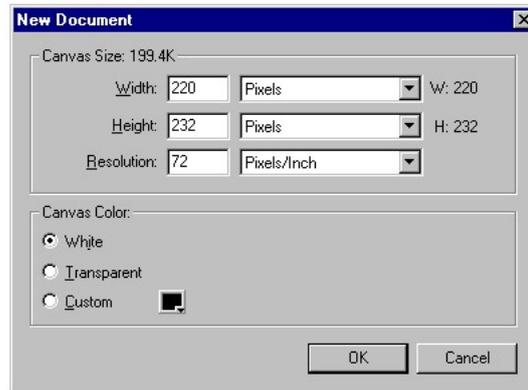 New Document
Canvas Size: 199.4K
Width: 220 Pixels W: 220
Height: 232 Pixels H: 232
Resolution: 72 Pixels/Inch
Canvas Color:
White
Transparent
Custom
OK Cancel